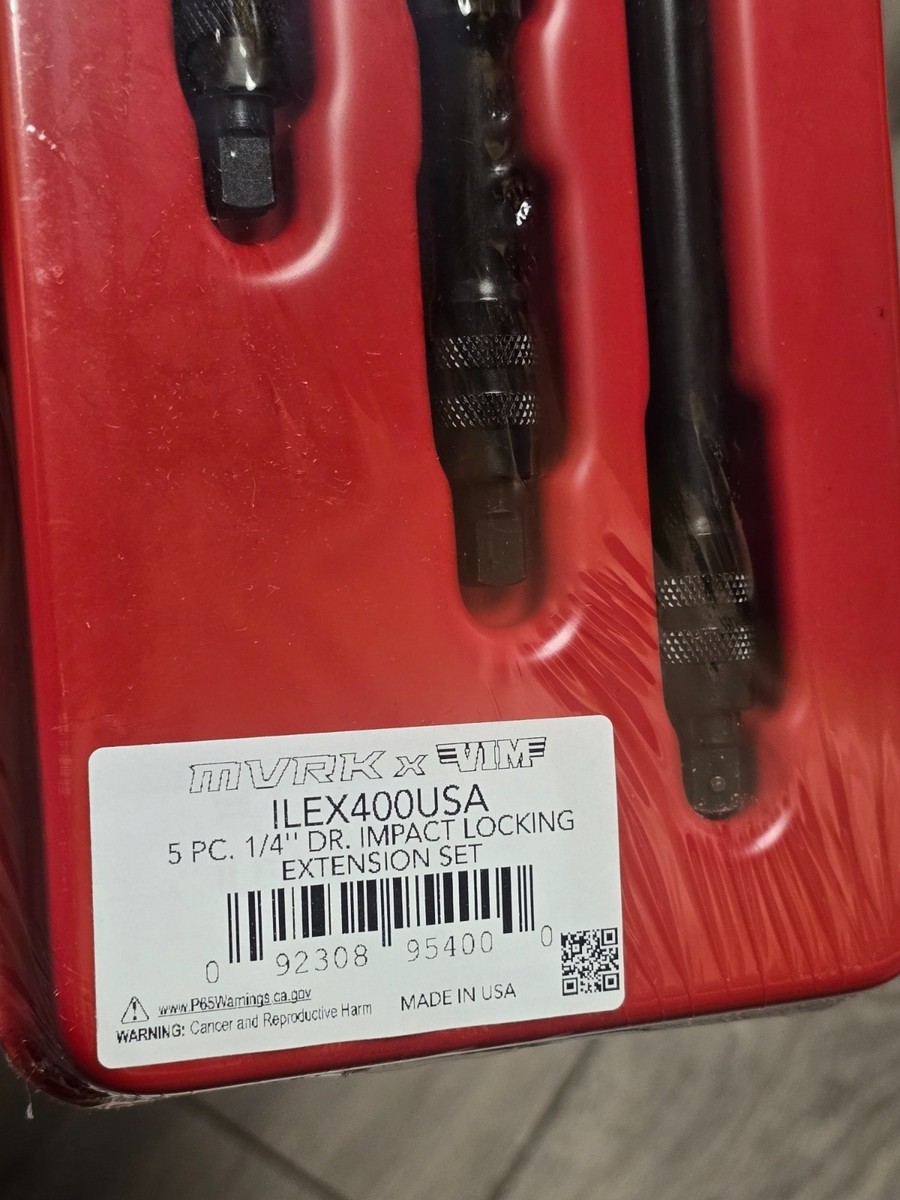 MVRK x VIM
ILEX400USA
5 PC. 1/4'' DR. IMPACT LOCKING
EXTENSION SET
0 92308 95400 0
www.P65Warnings.ca.gov
WARNING: Cancer and Reproductive Harm
MADE IN USA